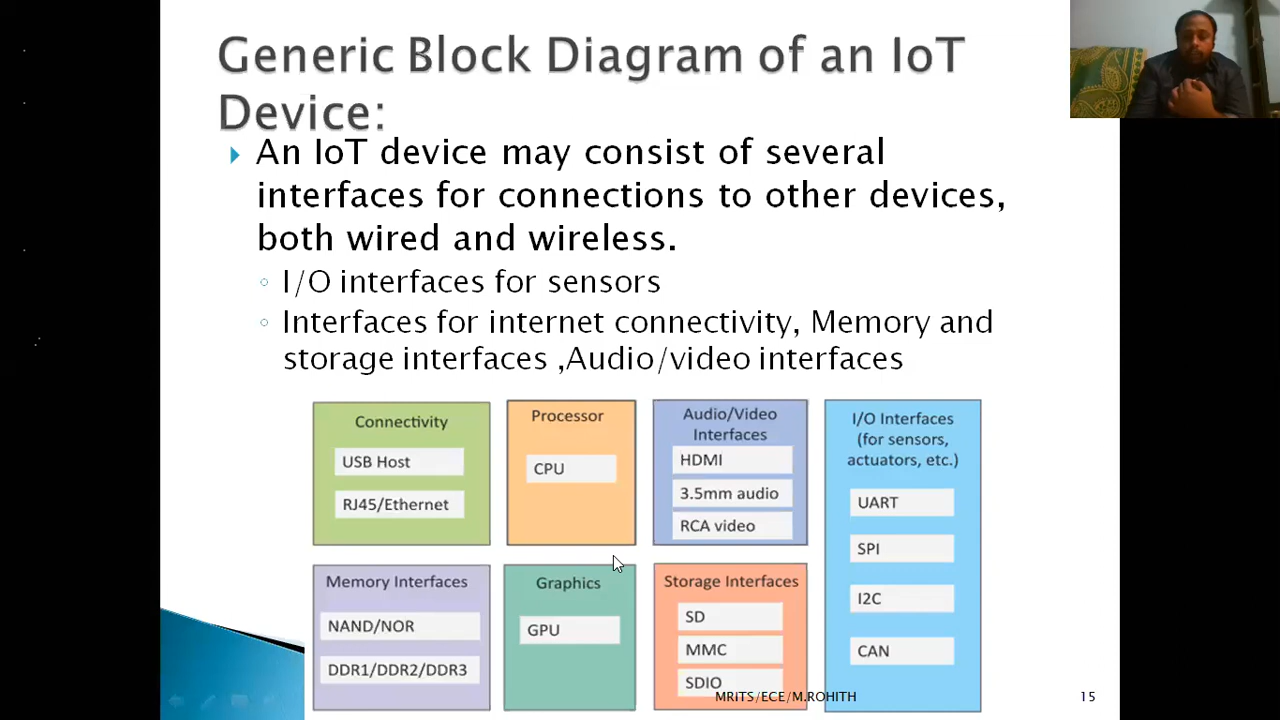 Generic Block Diagram of an IoT
Device:
An IoT device may consist of several
interfaces for connections to other devices,
both wired and wireless.
I/O interfaces for sensors
Interfaces for internet connectivity, Memory and
storage interfaces ,Audio/video interfaces
Connectivity
USB Host
RJ45/Ethernet
Processor
CPU
Audio/Video
Interfaces
HDMI
3.5mm audio
RCA video
I/O Interfaces
(for sensors,
actuators, etc.)
UART
SPI
I2C
CAN
Memory Interfaces
NAND/NOR
DDR1/DDR2/DDR3
Graphics
GPU
Storage Interfaces
SD
MMC
SDIO
MRITS/ECE/M.ROHITH
15